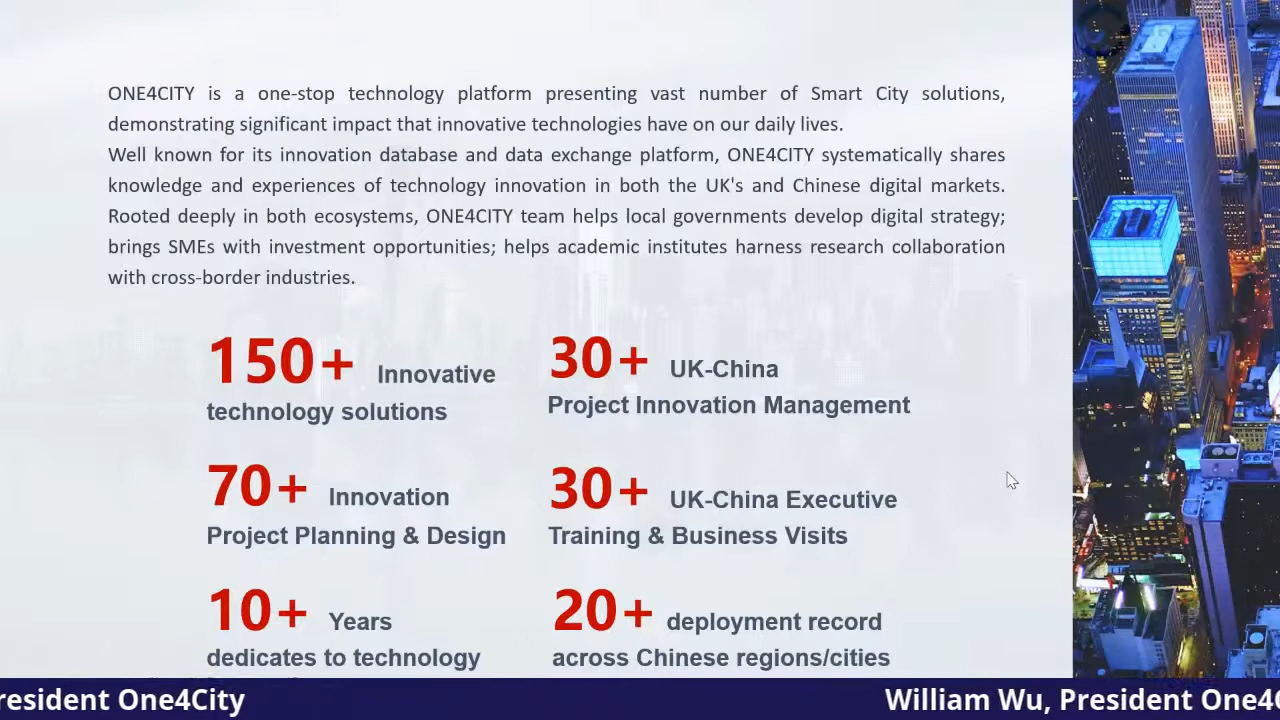 ONE4CITY is a one-stop technology platform presenting vast number of Smart City solutions,
demonstrating significant impact that innovative technologies have on our daily lives.
Well known for its innovation database and data exchange platform, ONE4CITY systematically shares
knowledge and experiences of technology innovation in both the UK's and Chinese digital markets.
Rooted deeply in both ecosystems, ONE4CITY team helps local governments develop digital strategy;
brings SMEs with investment opportunities; helps academic institutes harness research collaboration
with cross-border industries.
150+ Innovative
technology solutions
30+ UK-China
Project Innovation Management
70+ Innovation
Project Planning & Design
30+ UK-China Executive
Training & Business Visits
10+ Years
dedicates to technology
20+ deployment record
across Chinese regions/cities
resident One4City
William Wu, President One4